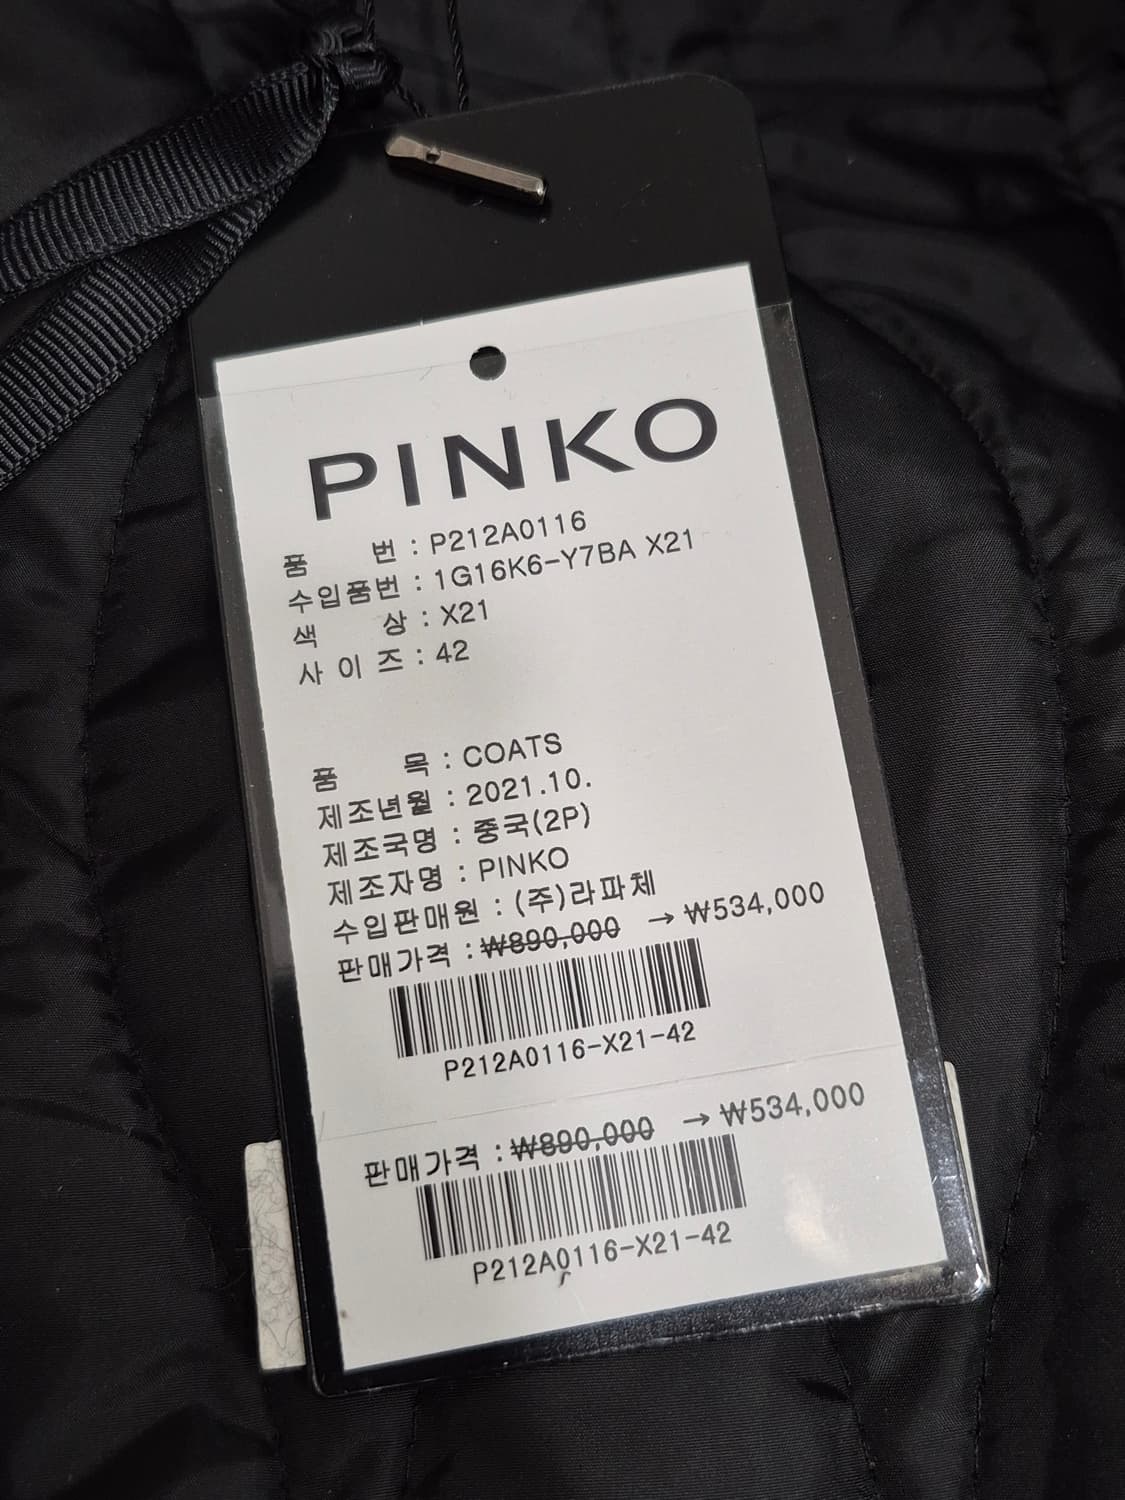 PINKO
품 번 : P212A0116
수입품번 : 1G16K6-Y7BA X21
색 상 : X21
사 이 즈 : 42
품 목 : COATS
제조년월 : 2021.10.
제조국명 : 중국(2P)
제조자명 : PINKO
수입판매원 : (주)라파체
판매가격 : ₩890,000 → ₩534,000
P212A0116-X21-42
판매가격 : ₩890,000 → ₩534,000
P212A0116-X21-42